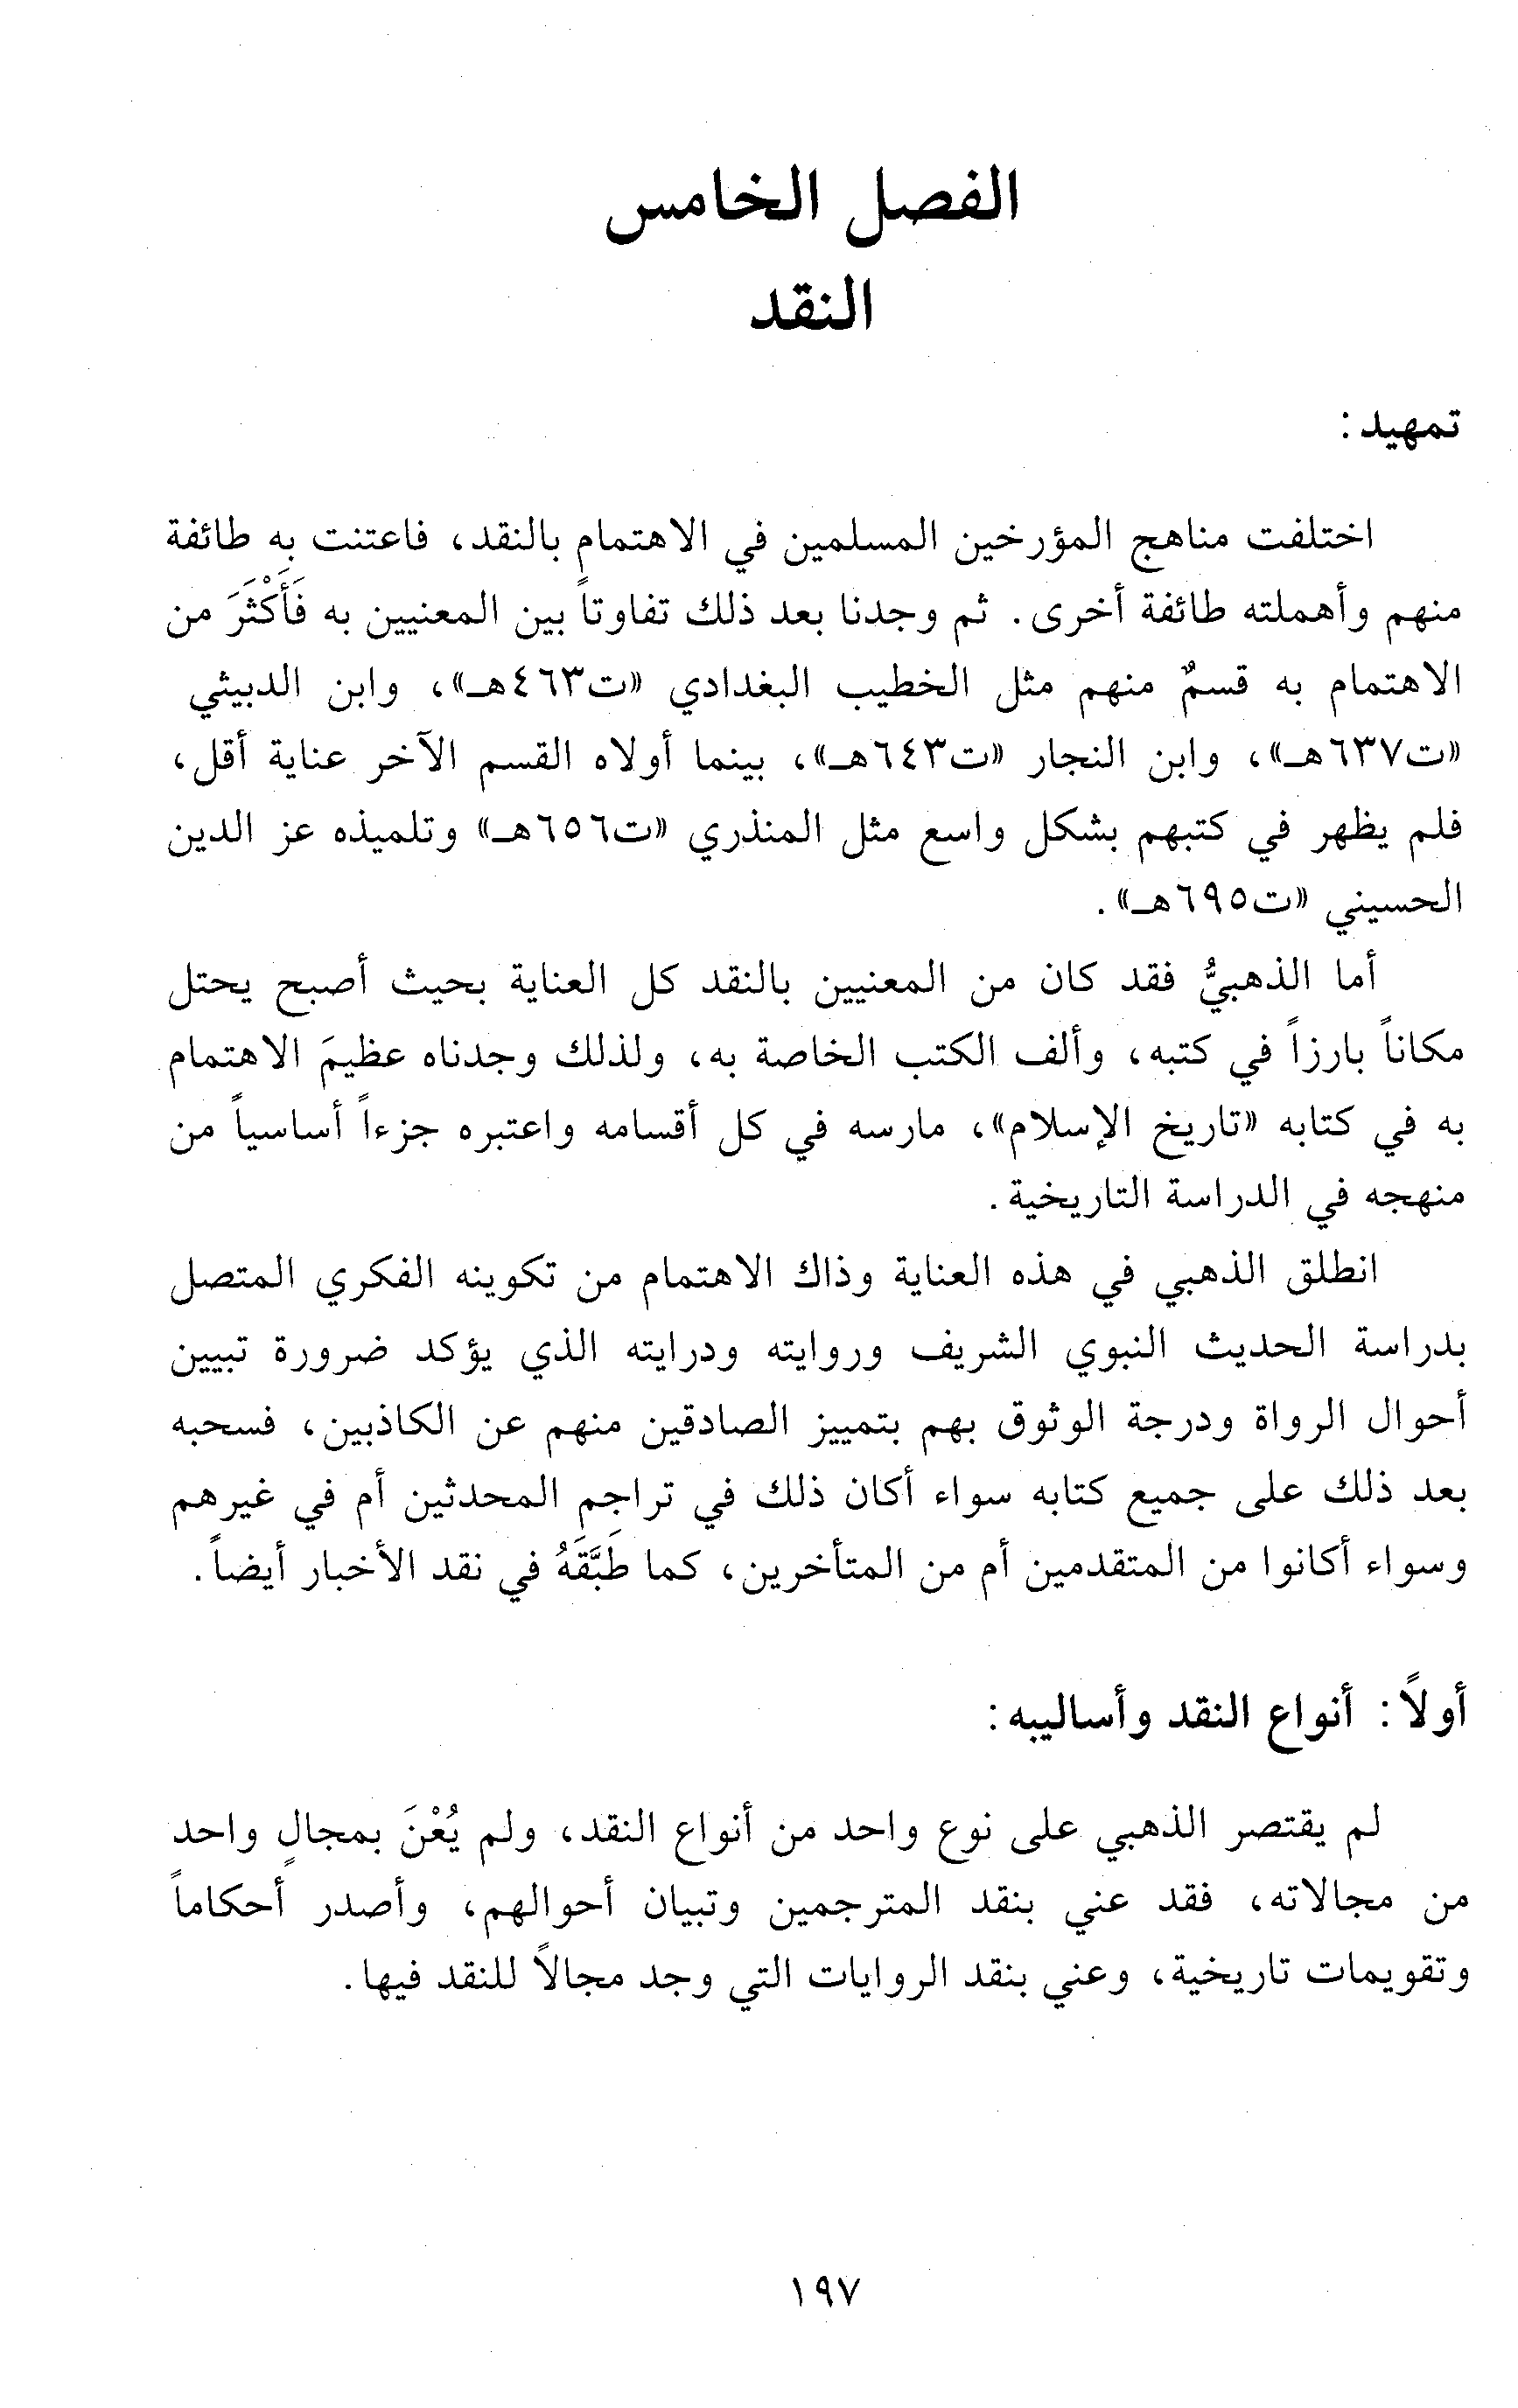 الفصل الخامس
النقد
تمهيد :
اختلفت مناهج المؤرخين المسلمين في الاهتمام بالنقد، فاعتنت به طائفة
منهم وأهملته طائفة أخرى. ثم وجدنا بعد ذلك تفاوتاً بين المعنيين به فَأَكْثَرَ من
الاهتمام به قسمٌ منهم مثل الخطيب البغدادي «ت٤٦٣هـ»، وابن الدبيثي
«ت٦٣٧هـ»، وابن النجار «ت٦٤٣هـ»، بينما أولاه القسم الآخر عناية أقل،
فلم يظهر في كتبهم بشكل واسع مثل المنذري «ت٦٥٦هـ» وتلميذه عز الدين
الحسيني «ت٦٩٥هـ».
أما الذهبيُّ فقد كان من المعنيين بالنقد كل العناية بحيث أصبح يحتل
مكاناً بارزاً في كتبه، وألف الكتب الخاصة به، ولذلك وجدناه عظيمَ الاهتمام
به في كتابه «تاريخ الإسلام»، مارسه في كل أقسامه واعتبره جزءاً أساسياً من
منهجه في الدراسة التاريخية.
انطلق الذهبي في هذه العناية وذاك الاهتمام من تكوينه الفكري المتصل
بدراسة الحديث النبوي الشريف وروايته ودرايته الذي يؤكد ضرورة تبيين
أحوال الرواة ودرجة الوثوق بهم بتمييز الصادقين منهم عن الكاذبين، فسحبه
بعد ذلك على جميع كتابه سواء أكان ذلك في تراجم المحدثين أم في غيرهم
وسواء أكانوا من المتقدمين أم من المتأخرين، كما طَبَّقَهُ في نقد الأخبار أيضاً.
أولاً: أنواع النقد وأساليبه:
لم يقتصر الذهبي على نوع واحد من أنواع النقد، ولم يُعْنَ بمجالٍ واحد
من مجالاته، فقد عني بنقد المترجمين وتبيان أحوالهم، وأصدر أحكاماً
وتقويمات تاريخية، وعني بنقد الروايات التي وجد مجالاً للنقد فيها.
١٩٧